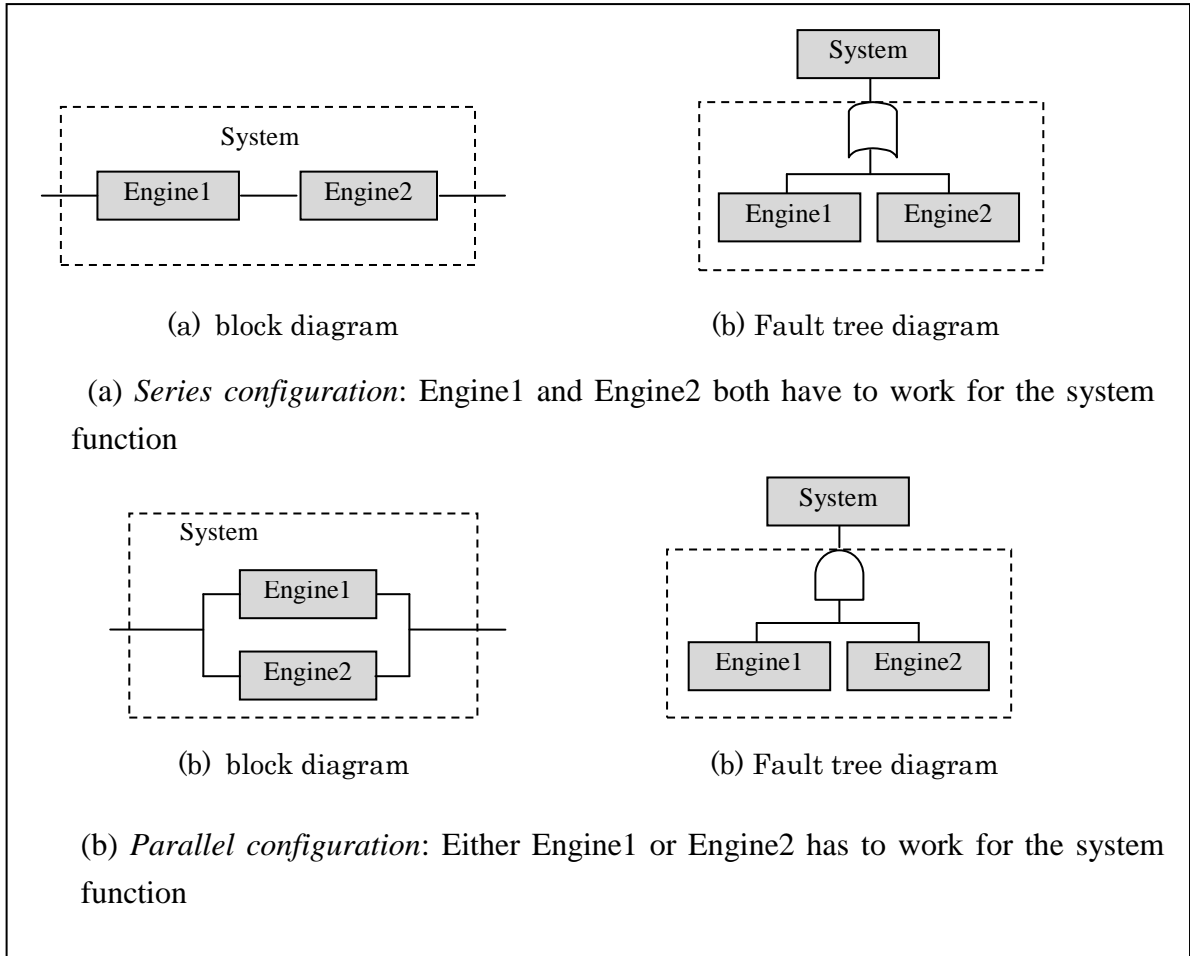 System
System
Engine1
Engine2
Engine1
Engine2
(a) block diagram
(b) Fault tree diagram
(a) Series configuration: Engine1 and Engine2 both have to work for the system
function
System
System
Engine1
Engine2
Engine1
Engine2
(b) block diagram
(b) Fault tree diagram
(b) Parallel configuration: Either Engine1 or Engine2 has to work for the system
function